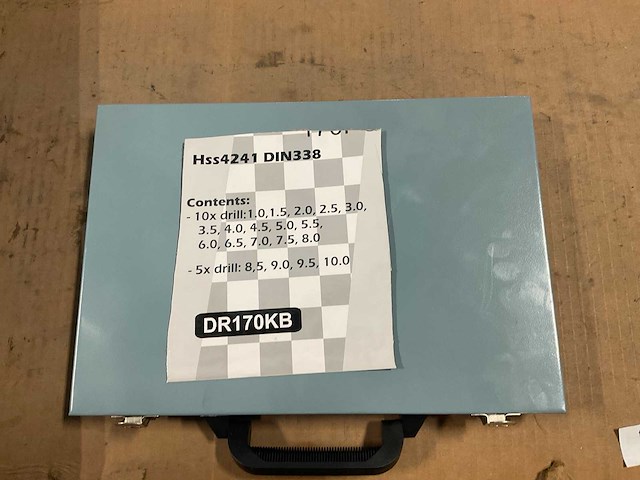 Hss4241 DIN338
Contents:
- 10x drill:1.0,1.5, 2.0, 2.5, 3.0,
3.5, 4.0, 4.5, 5.0, 5.5,
6.0, 6.5, 7.0, 7.5, 8.0
- 5x drill: 8,5, 9.0, 9.5, 10.0
DR170KB